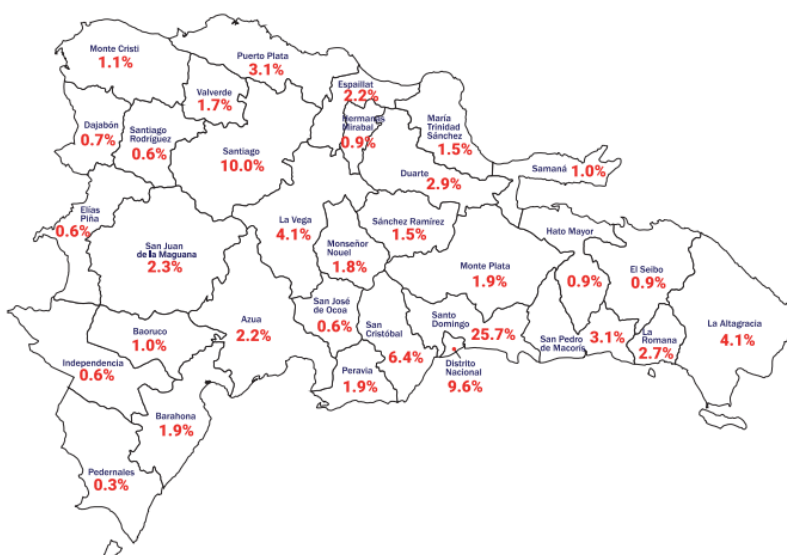 Monte Cristi
1.1%
Puerto Plata
3.1%
Valverde
1.7%
Espaillat
2.2%
Dajabón
0.7%
Santiago
Rodríguez
0.6%
Santiago
10.0%
Hermanas
Mirabal
0.9%
María
Trinidad
Sánchez
1.5%
Duarte
2.9%
Samaná 1.0%
Elías
Piña
0.6%
San Juan
de la Maguana
2.3%
La Vega
4.1%
Sánchez Ramírez
1.5%
Monseñor
Nouel
1.8%
Hato Mayor
0.9%
Monte Plata
1.9%
El Seibo
0.9%
Azua
2.2%
San José
de Ocoa
0.6%
San
Cristóbal
6.4%
Santo
Domingo
25.7%
San Pedro
de Macorís
3.1%
La
Romana
2.7%
La Altagracia
4.1%
Baoruco
1.0%
Independencia
0.6%
Peravia
1.9%
Distrito
Nacional
9.6%
Barahona
1.9%
Pedernales
0.3%